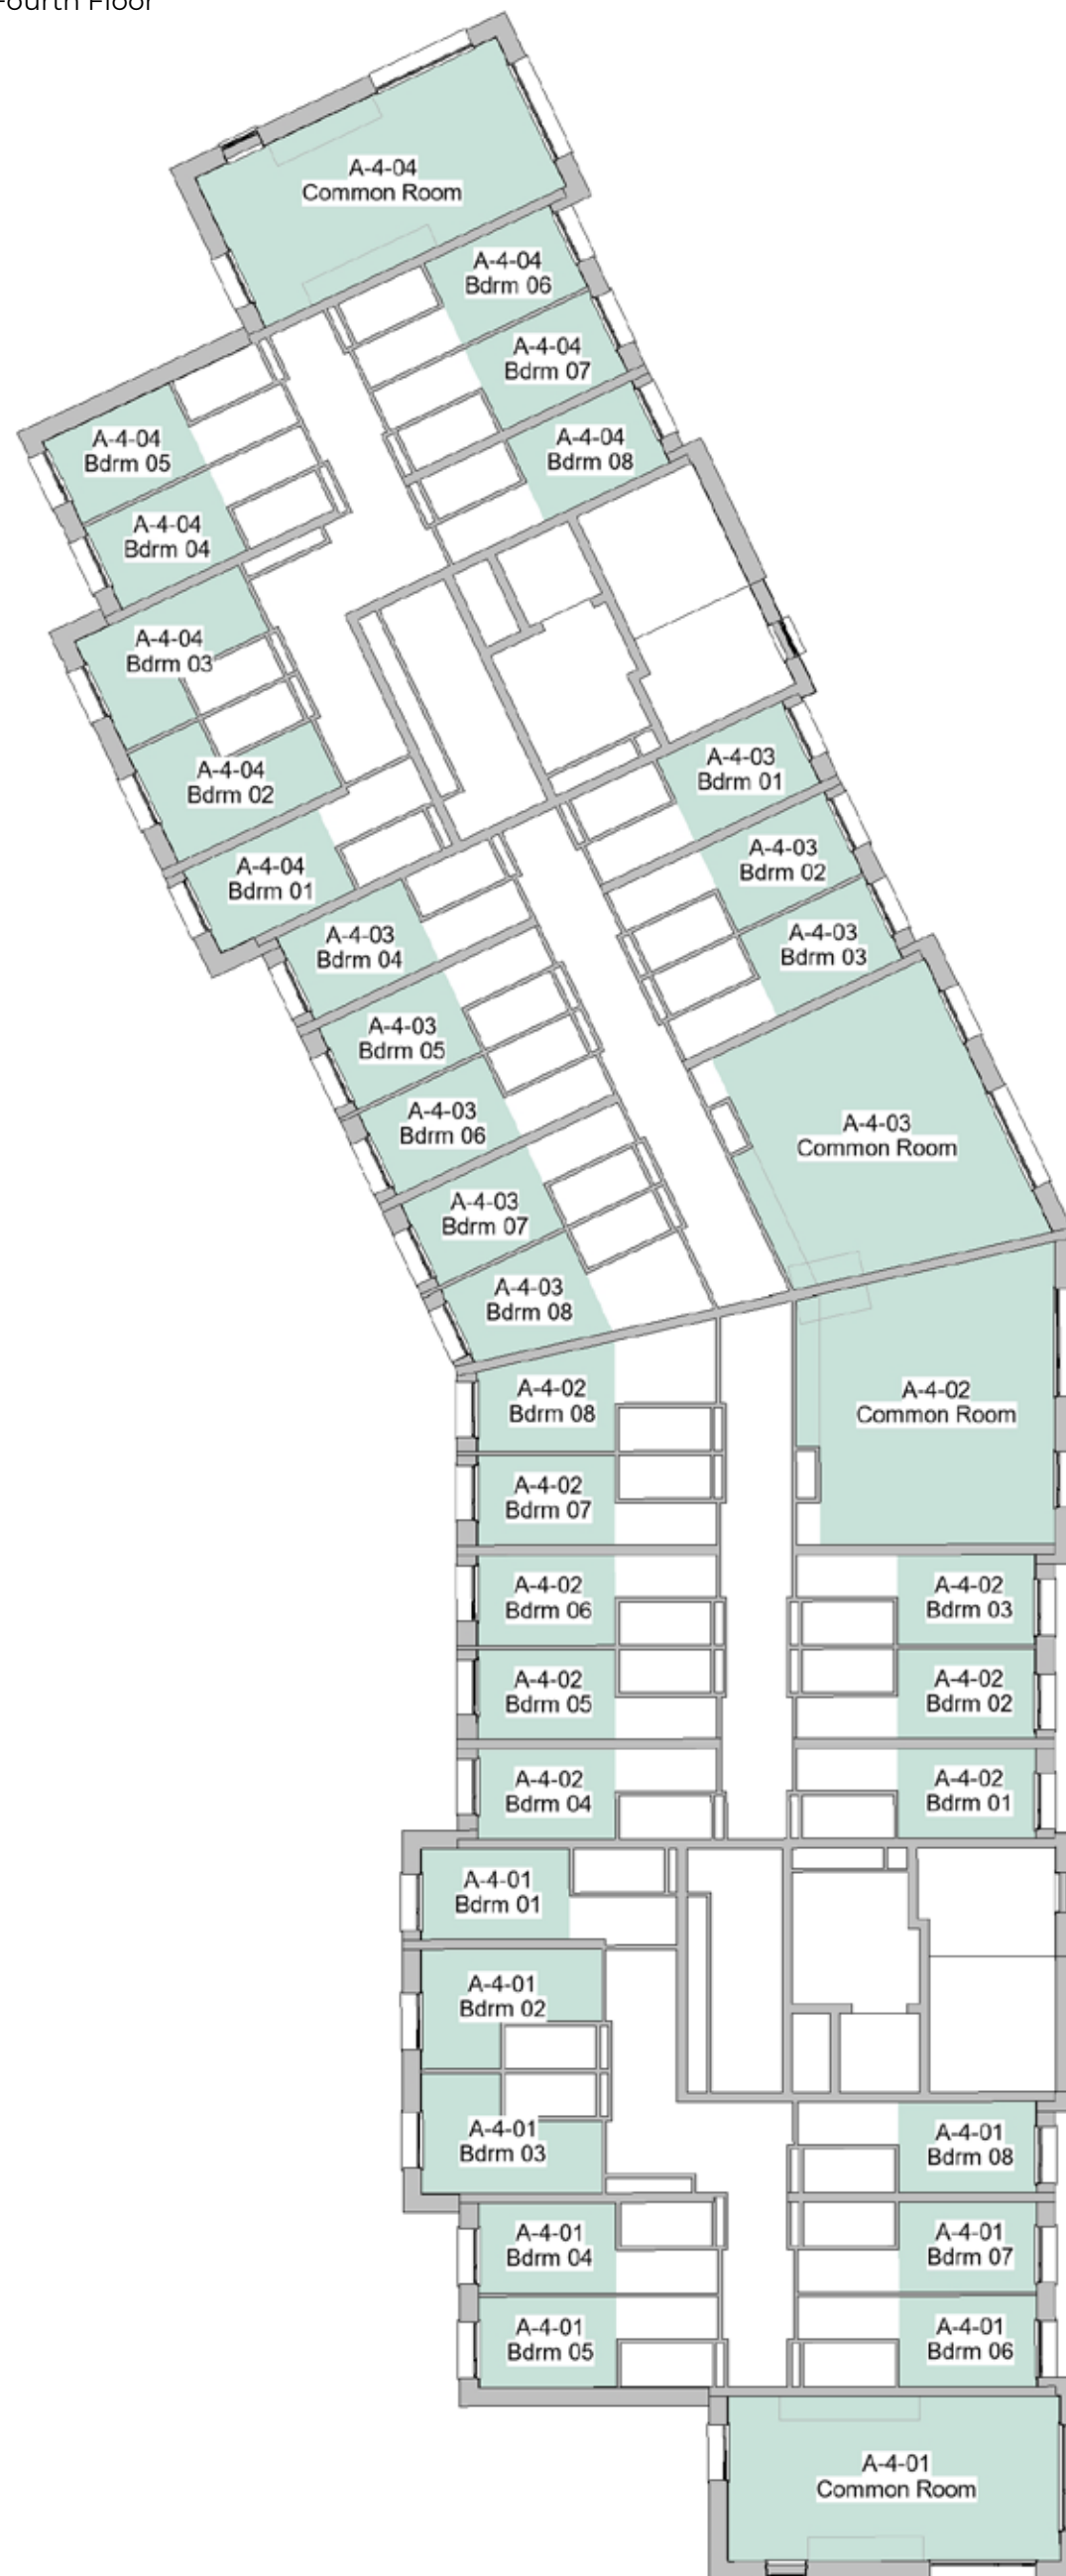 Fourth Floor
A-4-04
Common Room
A-4-04
Bdrm 06
A-4-04
Bdrm 07
A-4-04
Bdrm 08
A-4-04
Bdrm 05
A-4-04
Bdrm 04
A-4-04
Bdrm 03
A-4-04
Bdrm 02
A-4-04
Bdrm 01
A-4-03
Bdrm 01
A-4-03
Bdrm 02
A-4-03
Bdrm 03
A-4-03
Bdrm 04
A-4-03
Bdrm 05
A-4-03
Bdrm 06
A-4-03
Bdrm 07
A-4-03
Bdrm 08
A-4-03
Common Room
A-4-02
Common Room
A-4-02
Bdrm 08
A-4-02
Bdrm 07
A-4-02
Bdrm 06
A-4-02
Bdrm 05
A-4-02
Bdrm 04
A-4-02
Bdrm 03
A-4-02
Bdrm 02
A-4-02
Bdrm 01
A-4-01
Bdrm 01
A-4-01
Bdrm 02
A-4-01
Bdrm 03
A-4-01
Bdrm 04
A-4-01
Bdrm 05
A-4-01
Bdrm 08
A-4-01
Bdrm 07
A-4-01
Bdrm 06
A-4-01
Common Room